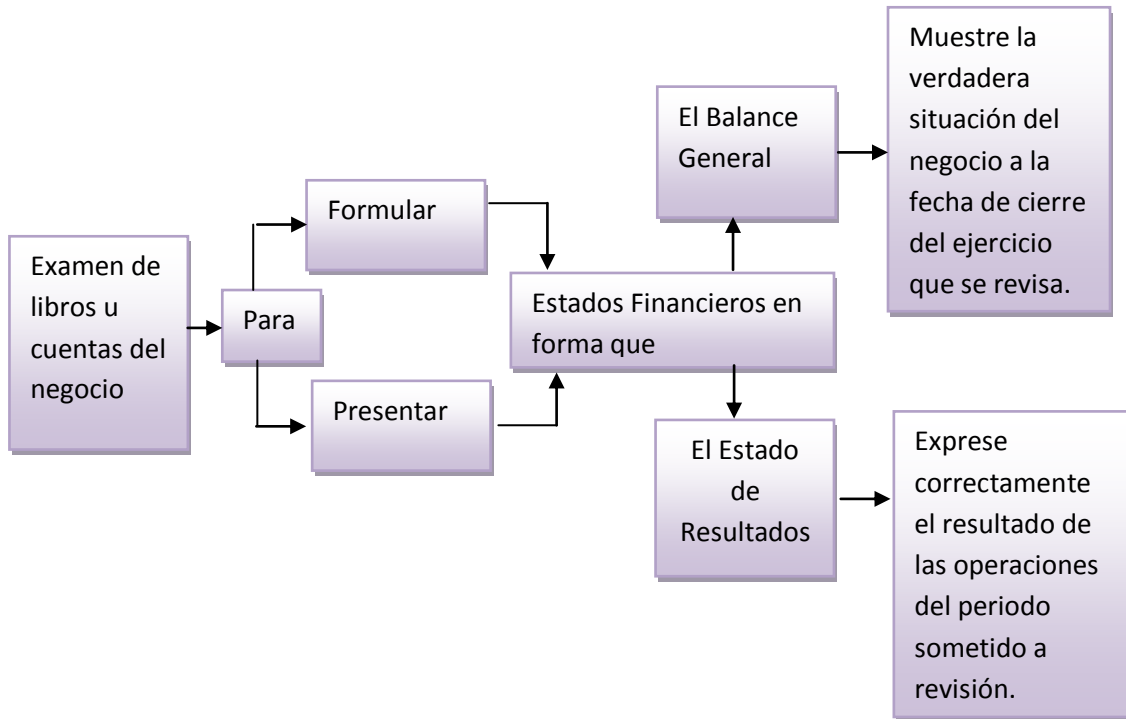 Examen de
libros u
cuentas del
negocio
Para
Formular
Presentar
Estados Financieros en
forma que
El Balance
General
Muestre la
verdadera
situación del
negocio a la
fecha de cierre
del ejercicio
que se revisa.
El Estado
de
Resultados
Exprese
correctamente
el resultado de
las operaciones
del periodo
sometido a
revisión.